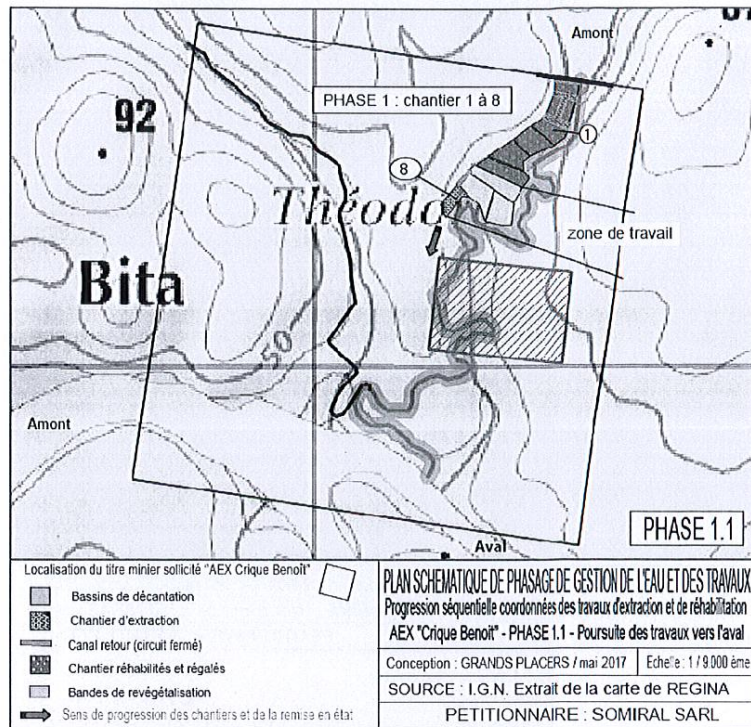 Amont
PHASE 1 : chantier 1 à 8
92
1
8
Théodo
zone de travail
Bita
50
Amont
Aval
PHASE 1.1
Localisation du titre minier sollicité "AEX Crique Benoît"
Bassins de décantation
Chantier d'extraction
Canal retour (circuit fermé)
Chantier réhabilités et régalés
Bandes de revégétalisation
Sens de progression des chantiers et de la remise en état
PLAN SCHEMATIQUE DE PHASAGE DE GESTION DE L'EAU ET DES TRAVAUX
Progression séquentielle coordonnées des travaux d'extraction et de réhabilitation
AEX "Crique Benoit" - PHASE 1.1 - Poursuite des travaux vers l'aval
Conception : GRANDS PLACERS / mai 2017
Echelle : 1 / 9 000 ème
SOURCE : I.G.N. Extrait de la carte de REGINA
PETITIONNAIRE : SOMIRAL SARL